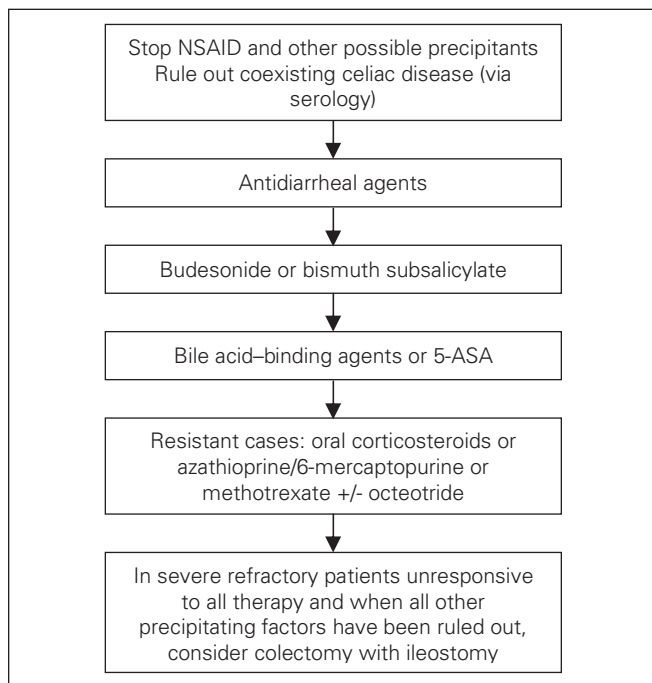 Stop NSAID and other possible precipitants
Rule out coexisting celiac disease (via
serology)
Antidiarrheal agents
Budesonide or bismuth subsalicylate
Bile acid–binding agents or 5-ASA
Resistant cases: oral corticosteroids or
azathioprine/6-mercaptopurine or
methotrexate +/- octeotride
In severe refractory patients unresponsive
to all therapy and when all other
precipitating factors have been ruled out,
consider colectomy with ileostomy